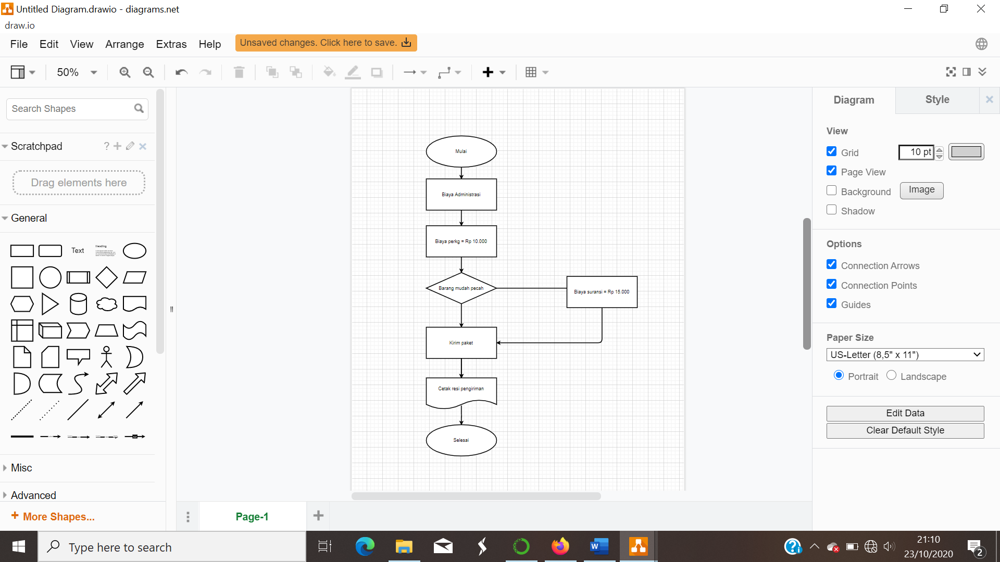 Untitled Diagram.drawio - diagrams.net
draw.io
File Edit View Arrange Extras Help Unsaved changes. Click here to save.
50%
Search Shapes
Scratchpad
?
Drag elements here
General
Text
Heading
Misc
Advanced
+ More Shapes...
Mulai
Biaya Administrasi
Biaya perkg = Rp 10.000
Barang mudah pecah
Biaya suransi = Rp 15.000
Kirim paket
Cetak resi pengiriman
Selesai
Page-1
Diagram Style
View
Grid 10 pt
Page View
Background Image
Shadow
Options
Connection Arrows
Connection Points
Guides
Paper Size
US-Letter (8,5" x 11")
Portrait Landscape
Edit Data
Clear Default Style
Type here to search
W
21:10
23/10/2020
2